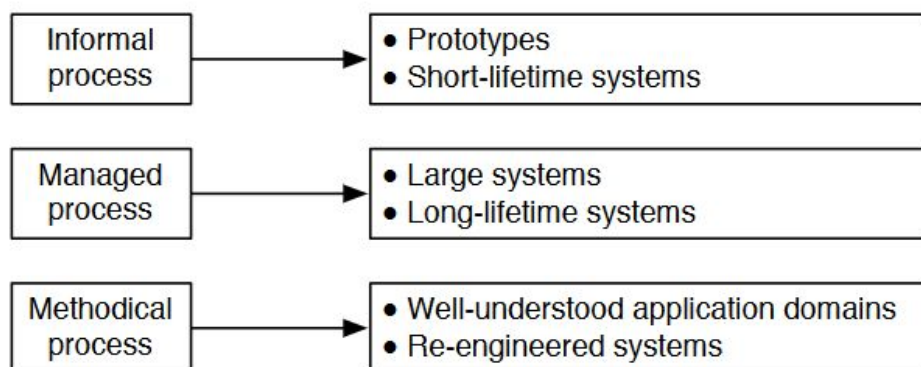 Informal
process
● Prototypes
● Short-lifetime systems
Managed
process
● Large systems
● Long-lifetime systems
Methodical
process
● Well-understood application domains
● Re-engineered systems